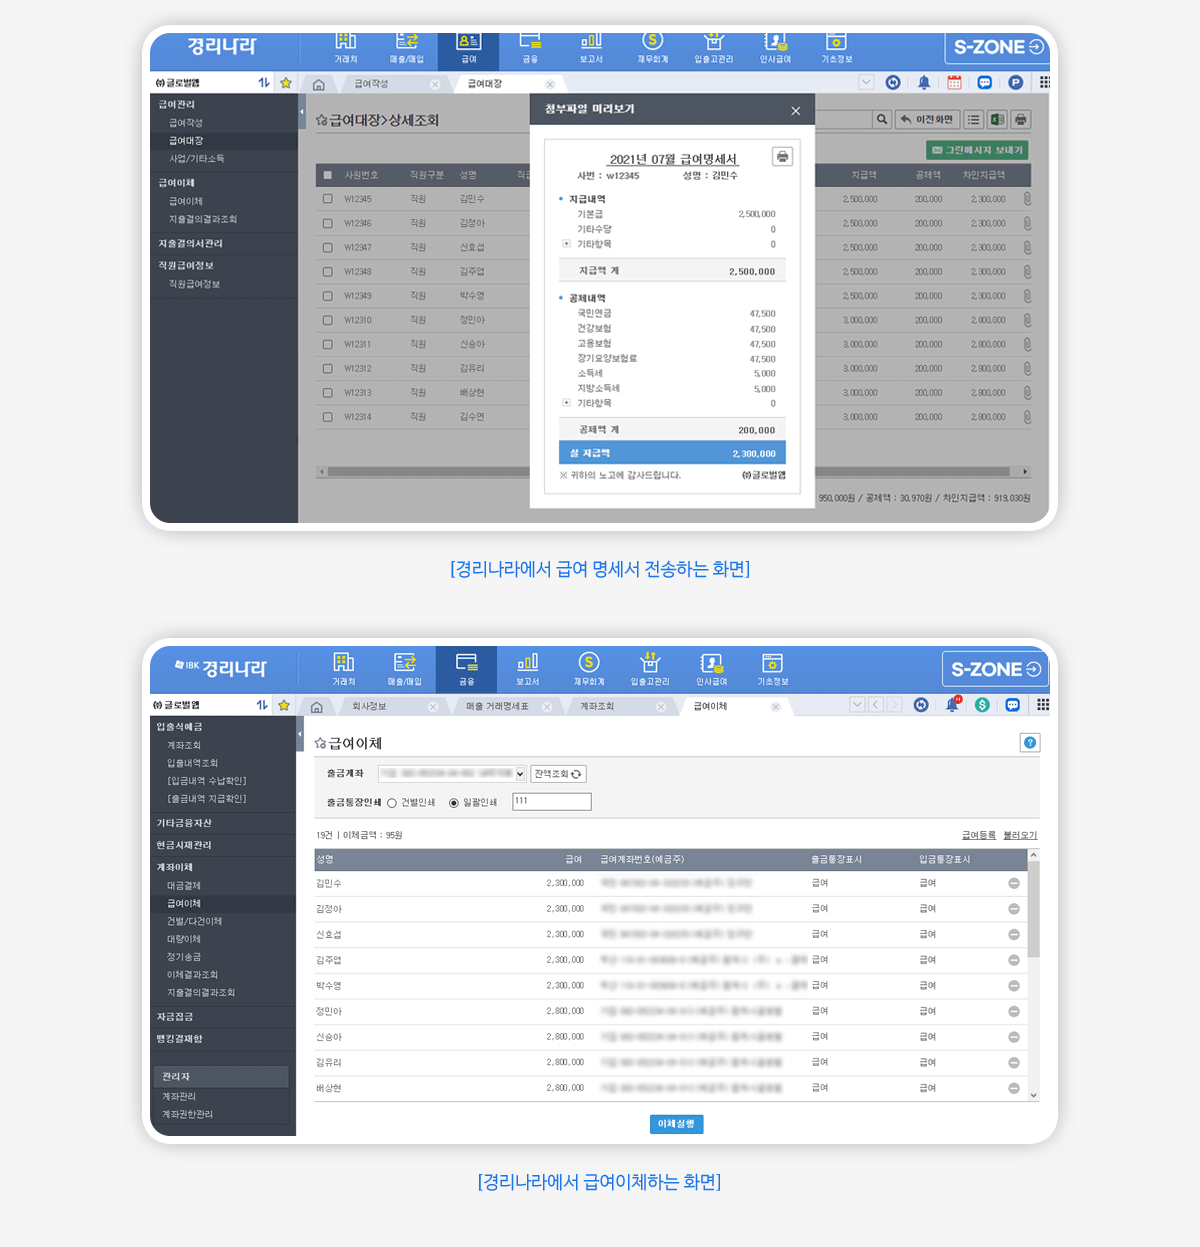 경리나라
거래처
매출/매입
급여
금융
보고서
재무회계
입출고관리
인사급여
기초정보
S-ZONE
(주)글로벌웹
급여작성
급여대장
P
급여관리
급여작성
급여대장
사업/기타소득
급여이체
급여이체
지출결의결과조회
지출결의서관리
직원급여정보
직원급여정보
급여대장>상세조회
이전화면
그린메시지 보내기
사원번호 직원구분 성명 지급액 공제액 차인지급액
W12345 직원 김민수 2,500,000 200,000 2,300,000
W12346 직원 김정아 2,500,000 200,000 2,300,000
W12347 직원 신효섭 2,500,000 200,000 2,300,000
W12348 직원 김주엽 2,500,000 200,000 2,300,000
W12349 직원 박수영 2,500,000 200,000 2,300,000
W12310 직원 정민아 3,000,000 200,000 2,800,000
W12311 직원 신승아 3,000,000 200,000 2,800,000
W12312 직원 김유리 3,000,000 200,000 2,800,000
W12313 직원 배상현 3,000,000 200,000 2,800,000
W12314 직원 김수연 3,000,000 200,000 2,800,000
950,000원 / 공제액 : 30,970원 / 차인지급액 : 919,030원
첨부파일 미리보기
2021년 07월 급여명세서
사번 : w12345 성명 : 김민수
지급내역
기본급 2,500,000
기타수당 0
기타항목 0
지급액 계 2,500,000
공제내역
국민연금 47,500
건강보험 47,500
고용보험 47,500
장기요양보험료 47,500
소득세 5,000
지방소득세 5,000
기타항목 0
공제액 계 200,000
실 지급액 2,300,000
※ 귀하의 노고에 감사드립니다. (주)글로벌웹
[경리나라에서 급여 명세서 전송하는 화면]
IBK 경리나라
거래처
매출/매입
금융
보고서
재무회계
입출고관리
인사급여
기초정보
S-ZONE
(주)글로벌웹
회사정보
매출 거래명세표
계좌조회
급여이체
입출식예금
계좌조회
입출내역조회
[입금내역 수납확인]
[출금내역 지급확인]
기타금융자산
현금시재관리
계좌이체
대금결제
급여이체
건별/다건이체
대량이체
정기송금
이체결과조회
지출결의결과조회
자금집금
뱅킹결재함
관리자
계좌관리
계좌권한관리
급여이체
?
출금계좌
잔액조회
출금통장인쇄 건별인쇄 일괄인쇄 111
19건 | 이체금액 : 95원
급여등록 불러오기
성명 급여 급여계좌번호(예금주) 출금통장표시 입금통장표시
김민수 2,300,000 급여 급여
김정아 2,300,000 급여 급여
신효섭 2,300,000 급여 급여
김주엽 2,300,000 급여 급여
박수영 2,300,000 급여 급여
정민아 2,800,000 급여 급여
신승아 2,800,000 급여 급여
김유리 2,800,000 급여 급여
배상현 2,800,000 급여 급여
이체실행
[경리나라에서 급여이체하는 화면]